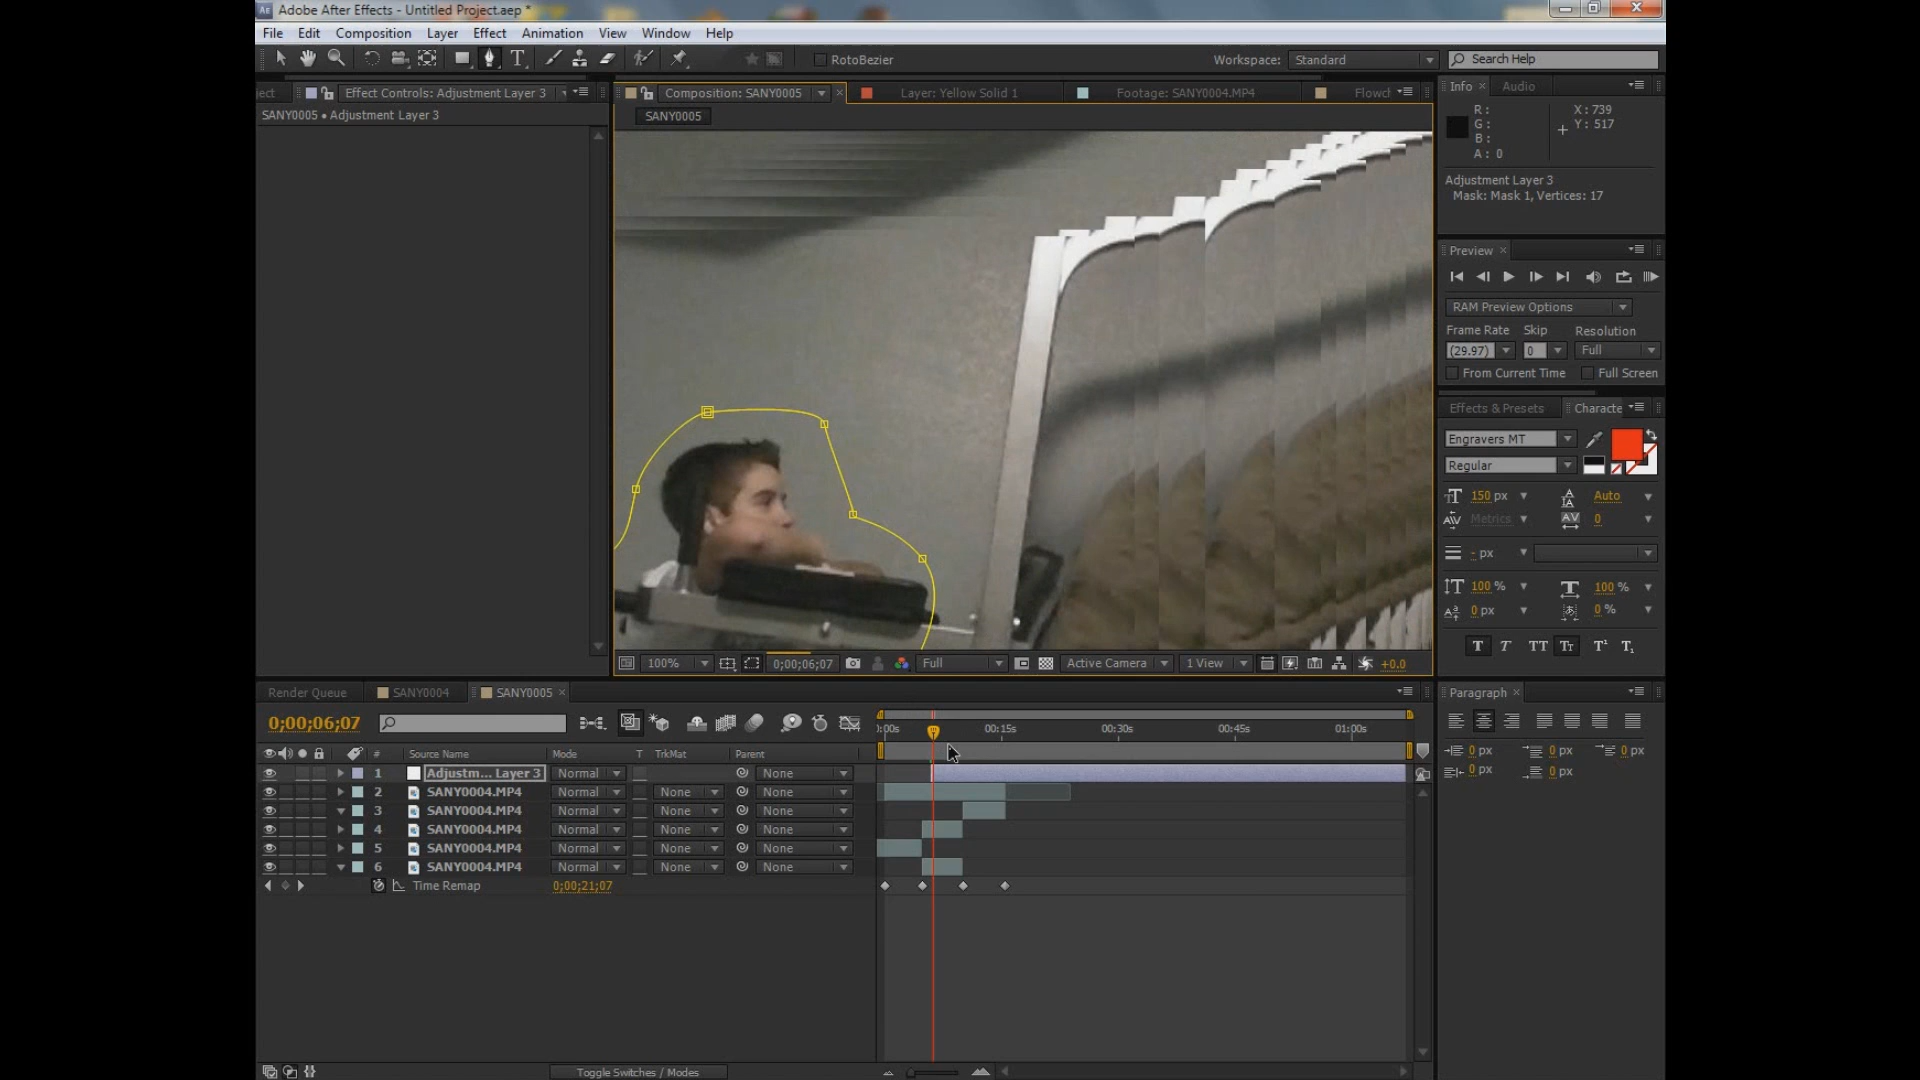 Ae Adobe After Effects - Untitled Project.aep *
File Edit Composition Layer Effect Animation View Window Help
T RotoBezier Workspace: Standard Search Help
ject Effect Controls: Adjustment Layer 3 Composition: SANY0005 Layer: Yellow Solid 1 Footage: SANY0004.MP4 Flowcl Info Audio
SANY0005 • Adjustment Layer 3
SANY0005
R : X : 739
G : Y : 517
B :
A : 0
Adjustment Layer 3
Mask: Mask 1, Vertices: 17
Preview
RAM Preview Options
Frame Rate Skip Resolution
(29.97) 0 Full
From Current Time Full Screen
Effects & Presets Characte
Engravers MT
Regular
150 px Auto
Metrics 0
- px
100 % 100 %
0 px 0 %
T T TT Tr T¹ T₁
100% 0;00;06;07 Full Active Camera 1 View +0.0
Render Queue SANY0004 SANY0005
Paragraph
0;00;06;07 ):00s 00:15s 00:30s 00:45s 01:00s
# Source Name Mode T TrkMat Parent
1 Adjustm... Layer 3 Normal None
2 SANY0004.MP4 Normal None None
3 SANY0004.MP4 Normal None None
4 SANY0004.MP4 Normal None None
5 SANY0004.MP4 Normal None None
6 SANY0004.MP4 Normal None None
Time Remap 0;00;21;07
0 px 0 px 0 px
0 px 0 px
Toggle Switches / Modes